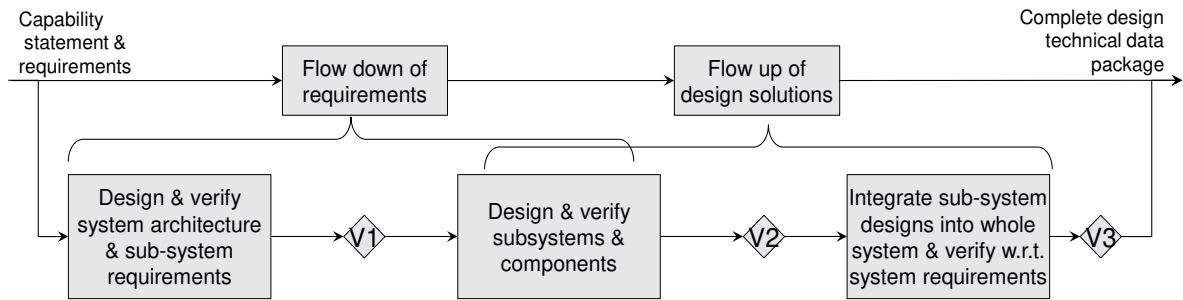 Capability
statement &
requirements
Complete design
technical data
package
Flow down of
requirements
Flow up of
design solutions
Design & verify
system architecture
& sub-system
requirements
V1
Design & verify
subsystems &
components
V2
Integrate sub-system
designs into whole
system & verify w.r.t.
system requirements
V3